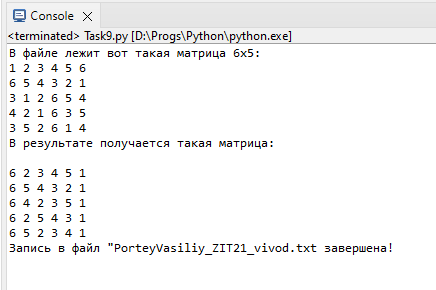 Console
<terminated> Task9.py [D:\Progs\Python\python.exe]
В файле лежит вот такая матрица 6x5:
1 2 3 4 5 6
6 5 4 3 2 1
3 1 2 6 5 4
4 2 1 6 3 5
3 5 2 6 1 4
В результате получается такая матрица:
6 2 3 4 5 1
6 5 4 3 2 1
6 4 2 3 5 1
6 2 5 4 3 1
6 5 2 3 4 1
Запись в файл "PorteyVasiliy_ZIT21_vivod.txt завершена!